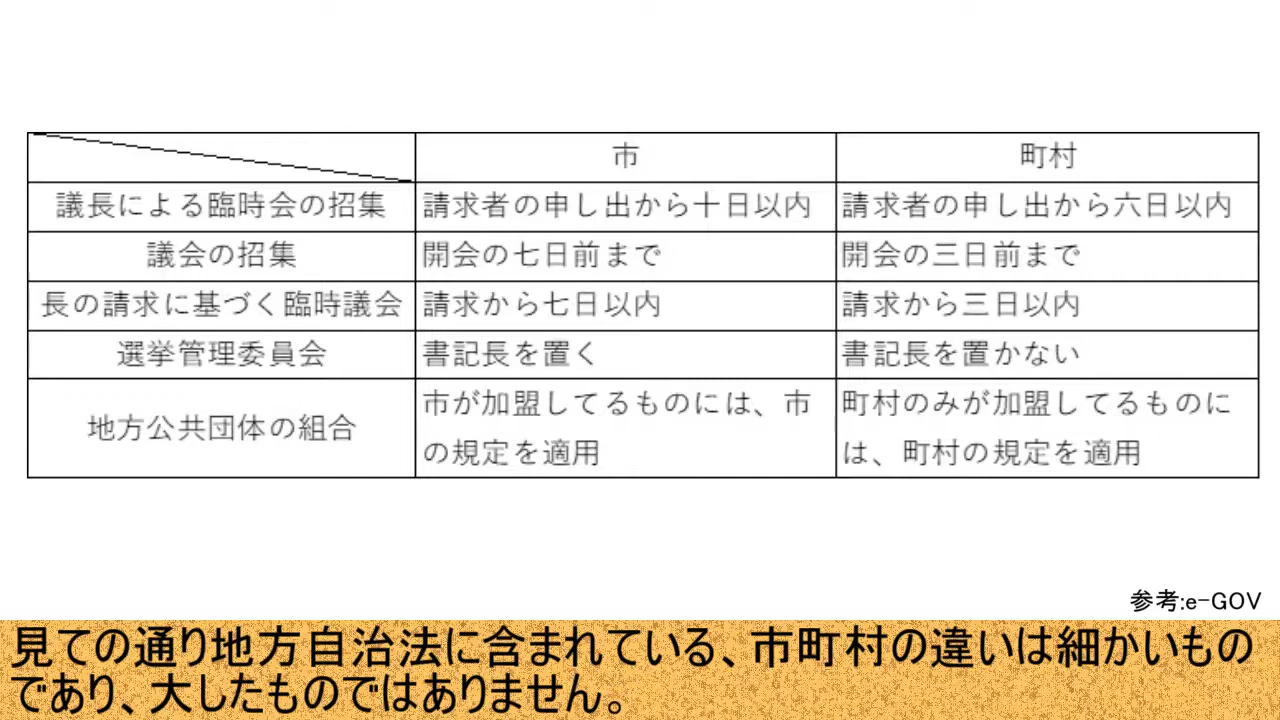 市
町村
議長による臨時会の招集
請求者の申し出から十日以内
請求者の申し出から六日以内
議会の招集
開会の七日前まで
開会の三日前まで
長の請求に基づく臨時議会
請求から七日以内
請求から三日以内
選挙管理委員会
書記長を置く
書記長を置かない
地方公共団体の組合
市が加盟してるものには、市
の規定を適用
町村のみが加盟してるものに
は、町村の規定を適用
参考:e-GOV
見ての通り地方自治法に含まれている、市町村の違いは細かいもの
であり、大したものではありません。